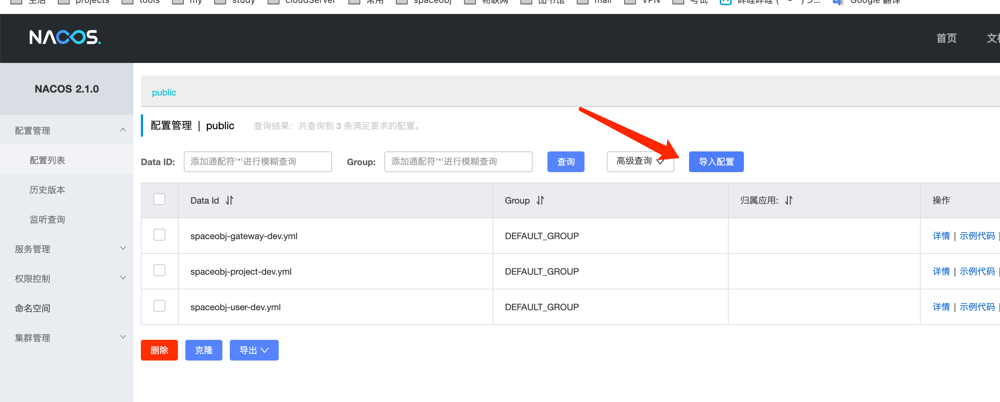 生活 projects tools my study cloudServer 常用 spaceobj 物联网 图书馆 mall VPN 考试 哔哩哔哩 ( ゜- ゜)つ... Google 翻译
NACOS.
首页
NACOS 2.1.0
配置管理
配置列表
历史版本
监听查询
服务管理
权限控制
命名空间
集群管理
public
配置管理 | public 查询结果：共查询到 3 条满足要求的配置。
Data ID: 添加通配符'*'进行模糊查询 Group: 添加通配符'*'进行模糊查询 查询 高级查询 导入配置
Data Id Group 归属应用: 操作
spaceobj-gateway-dev.yml DEFAULT_GROUP 详情 | 示例代码 |
spaceobj-project-dev.yml DEFAULT_GROUP 详情 | 示例代码 |
spaceobj-user-dev.yml DEFAULT_GROUP 详情 | 示例代码 |
删除 克隆 导出